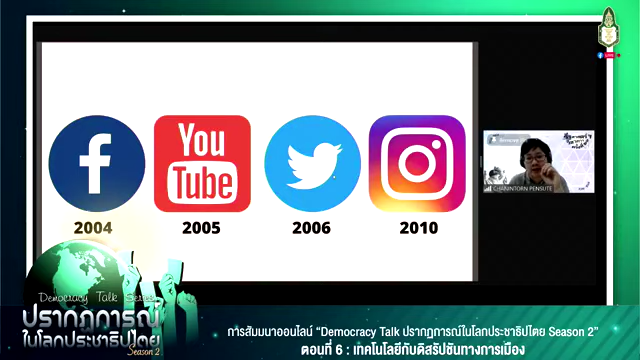 LIVE
You
Tube
2004
2005
2006
2010
CHANINTORN PENSUTE
Democracy Talk Series
ปรากฏการณ์
ในโลกประชาธิปไตย
Season 2
การสัมมนาออนไลน์ “Democracy Talk ปรากฏการณ์ในโลกประชาธิปไตย Season 2”
ตอนที่ 6 : เทคโนโลยีกับดิสรัปชันทางการเมือง